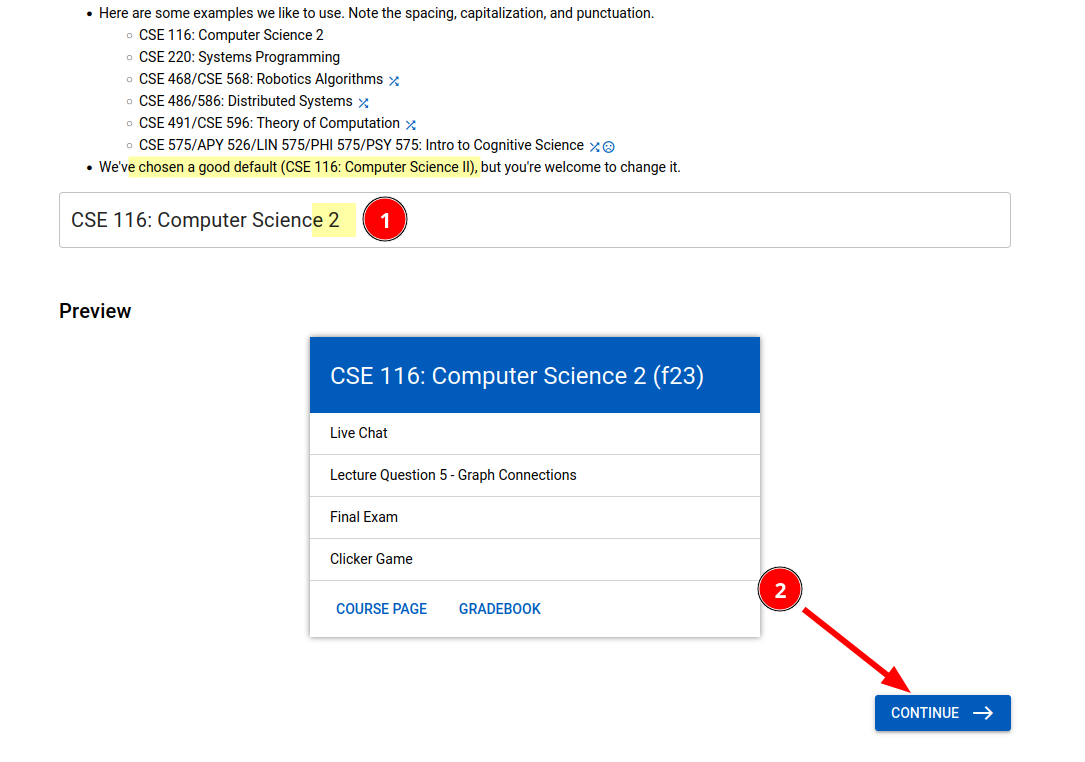 Here are some examples we like to use. Note the spacing, capitalization, and punctuation.
CSE 116: Computer Science 2
CSE 220: Systems Programming
CSE 468/CSE 568: Robotics Algorithms
CSE 486/586: Distributed Systems
CSE 491/CSE 596: Theory of Computation
CSE 575/APY 526/LIN 575/PHI 575/PSY 575: Intro to Cognitive Science
We've chosen a good default (CSE 116: Computer Science II), but you're welcome to change it.
CSE 116: Computer Science 2
1
Preview
CSE 116: Computer Science 2 (f23)
Live Chat
Lecture Question 5 - Graph Connections
Final Exam
Clicker Game
2
COURSE PAGE GRADEBOOK
CONTINUE